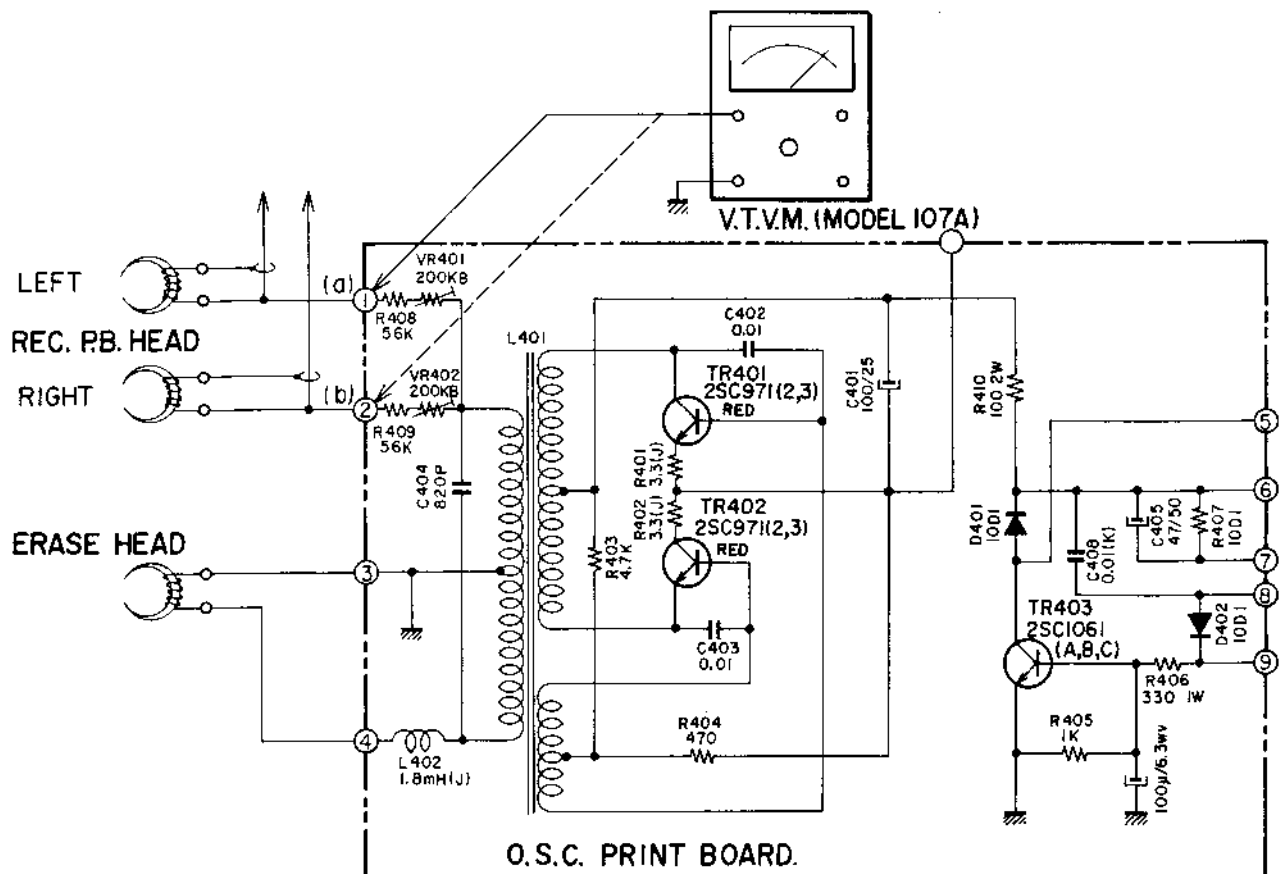 V.T.V.M. (MODEL 107A)
LEFT
(a)
1
R408
56K
VR401
200KB
REC. P.B. HEAD
RIGHT
(b)
2
R409
56K
VR402
200KB
C404
820P
L401
ERASE HEAD
3
4
L402
1.8mH(J)
C402
0.01
TR401
2SC971(2,3)
RED
R401
3.3(J)
R402
3.3(J)
TR402
2SC971(2,3)
RED
R403
4.7K
C403
0.01
R404
470
C401
100/25
R410
100 2W
D401
10D1
C408
0.01(K)
C405
47/50
R407
10D1
5
6
7
8
9
TR403
2SC1061
(A,B,C)
D402
10D1
R406
330 1W
R405
1K
100µ/6.3WV
O.S.C. PRINT BOARD.